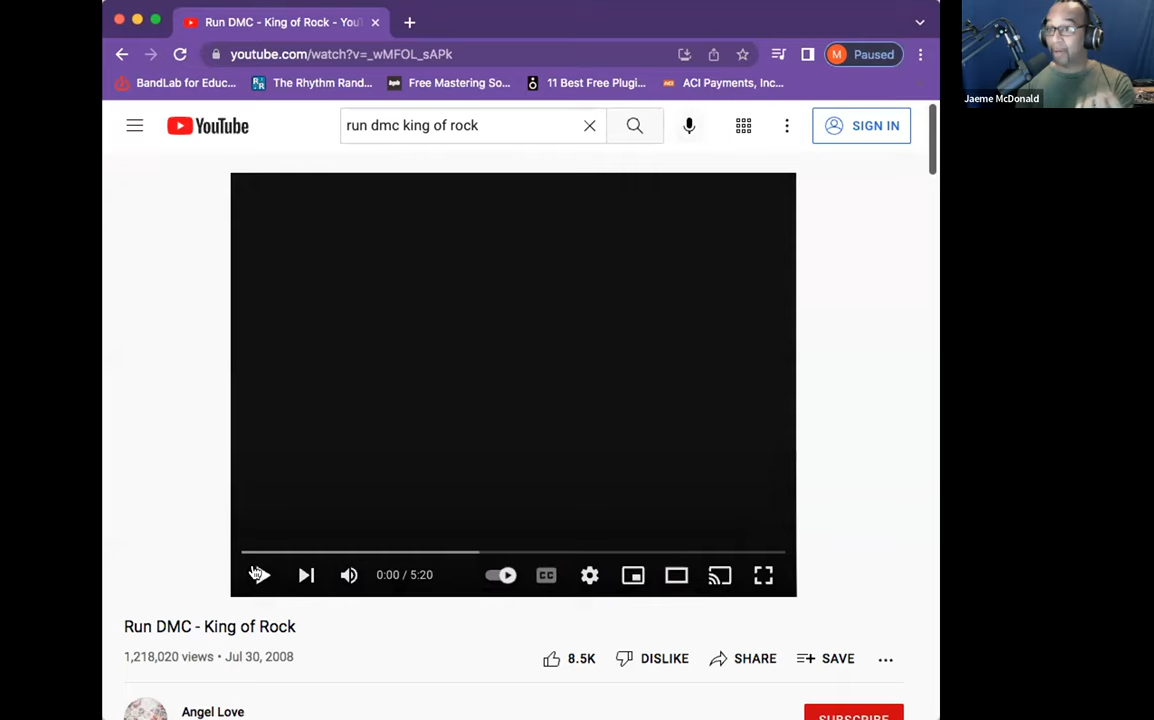 Run DMC - King of Rock - You
youtube.com/watch?v=_wMFOL_sAPk
M Paused
BandLab for Educ... The Rhythm Rand... Free Mastering So... 11 Best Free Plugi... ACI Payments, Inc...
Jaeme McDonald
YouTube
run dmc king of rock
SIGN IN
0:00 / 5:20
CC
Run DMC - King of Rock
1,218,020 views • Jul 30, 2008
8.5K DISLIKE SHARE SAVE ...
Angel Love
SUBSCRIBE